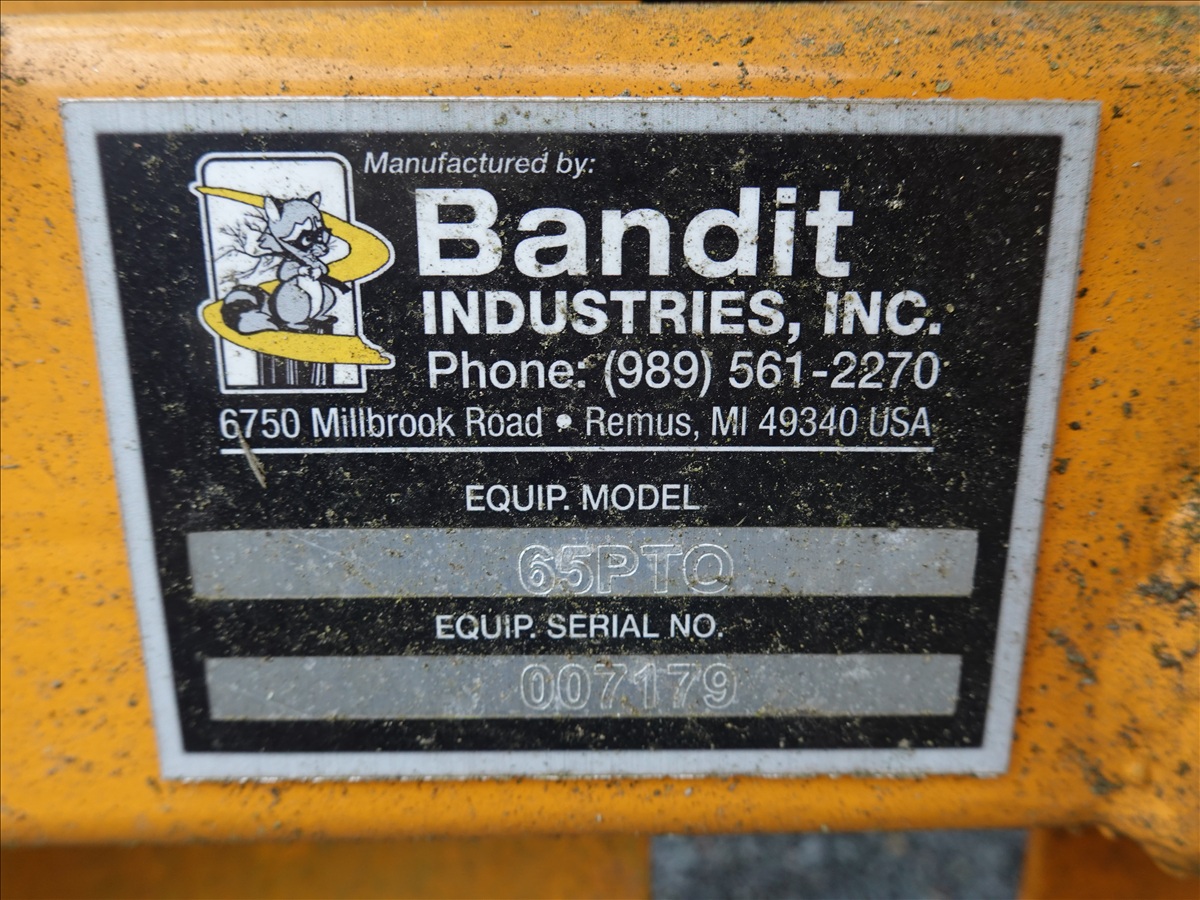 Manufactured by:
Bandit
INDUSTRIES, INC.
Phone: (989) 561-2270
6750 Millbrook Road • Remus, MI 49340 USA
EQUIP. MODEL
65PTO
EQUIP. SERIAL NO.
007179